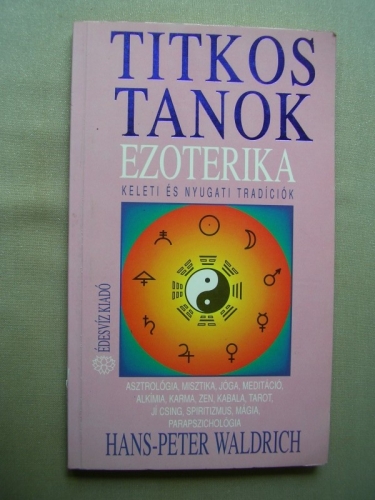 TITKOS
TANOK
EZOTERIKA
KELETI ÉS NYUGATI TRADÍCIÓK
ÉDESVÍZ KIADÓ
ASZTROLÓGIA, MISZTIKA, JÓGA, MEDITÁCIÓ,
ALKÍMIA, KARMA, ZEN, KABALA, TAROT,
JI CSING, SPIRITIZMUS, MÁGIA,
PARAPSZICHOLÓGIA
HANS-PETER WALDRICH